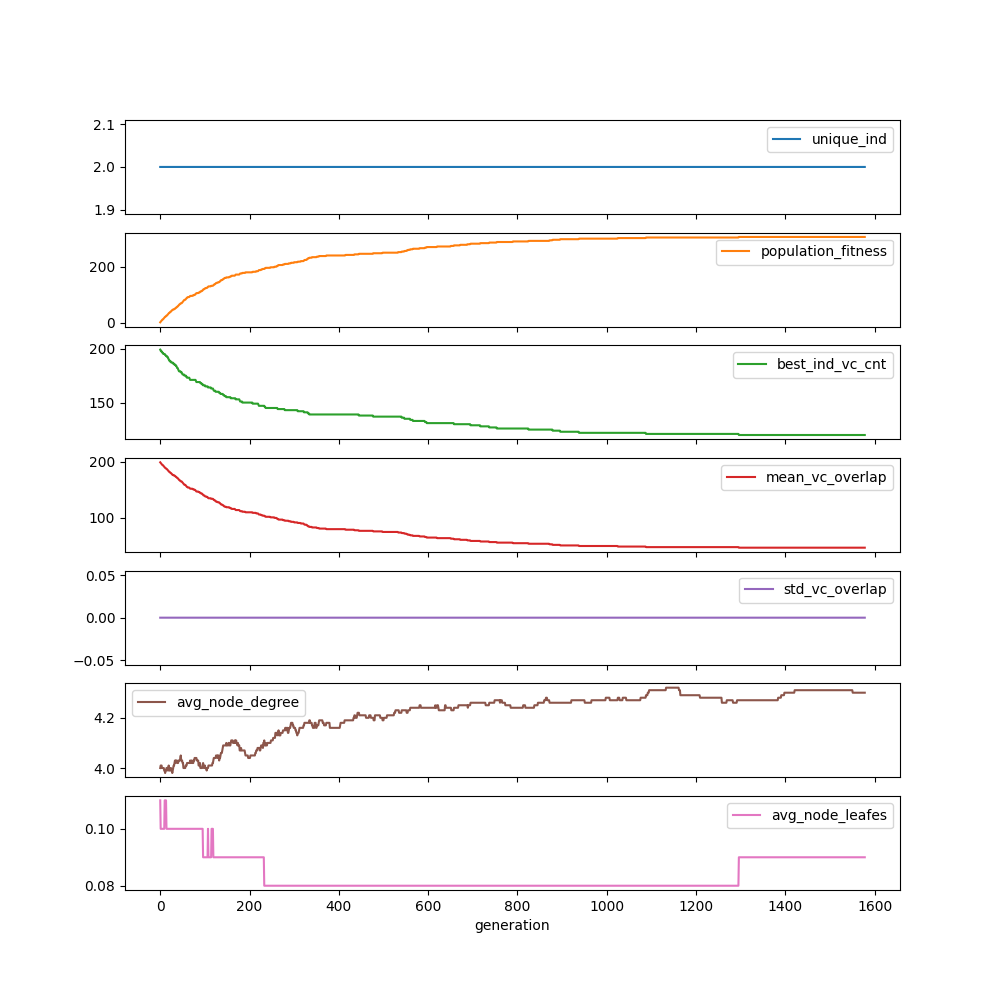 2.1
2.0
1.9
unique_ind
200
0
population_fitness
200
150
best_ind_vc_cnt
200
100
mean_vc_overlap
0.05
0.00
−0.05
std_vc_overlap
4.2
4.0
avg_node_degree
0.10
0.08
avg_node_leafes
0 200 400 600 800 1000 1200 1400 1600
generation